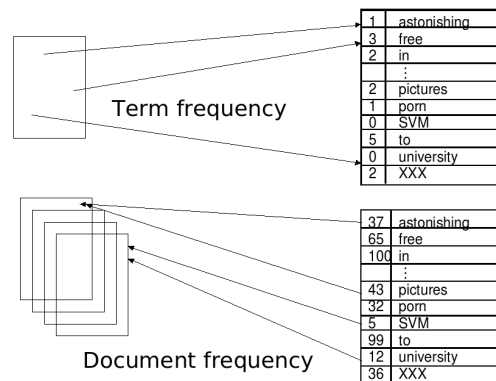 1 astonishing
3 free
2 in
⋮
2 pictures
1 porn
0 SVM
5 to
0 university
2 XXX
Term frequency
37 astonishing
65 free
100 in
⋮
43 pictures
32 porn
5 SVM
99 to
12 university
36 XXX
Document frequency